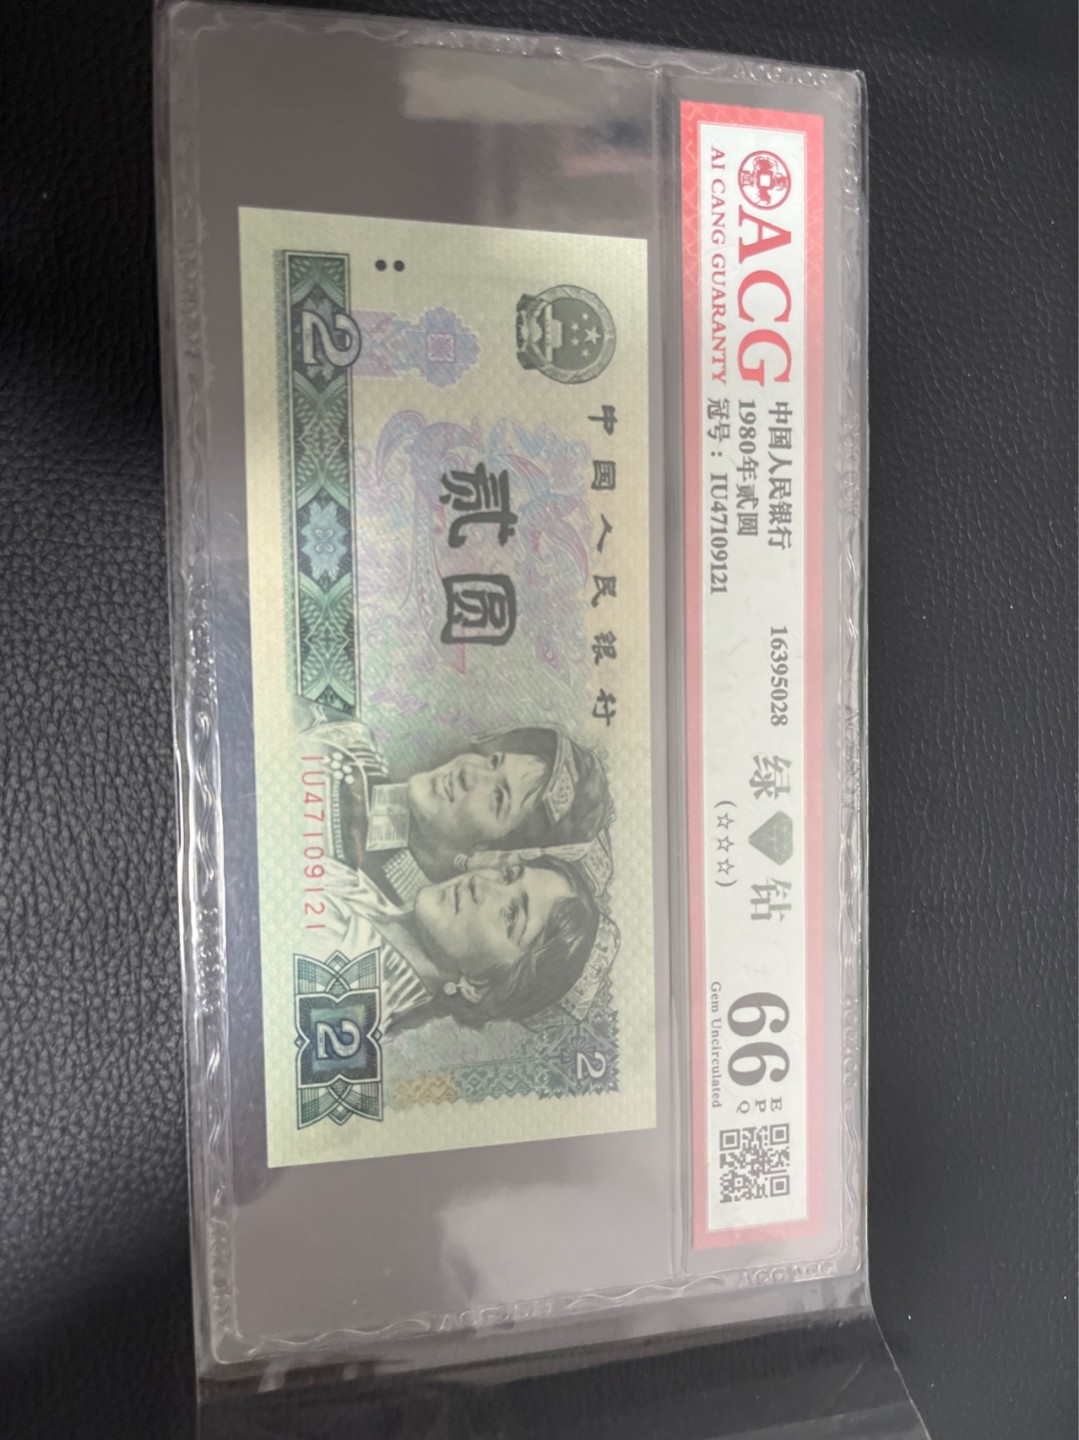 ACG
AI CANG GUARANTY
中国人民银行
1980年贰圆
冠号：IU47109121
16395028
绿 钻
(☆☆☆)
66
EPQ
Gem Uncirculated
中国人民银行
贰圆
2
IU47109121
2
2